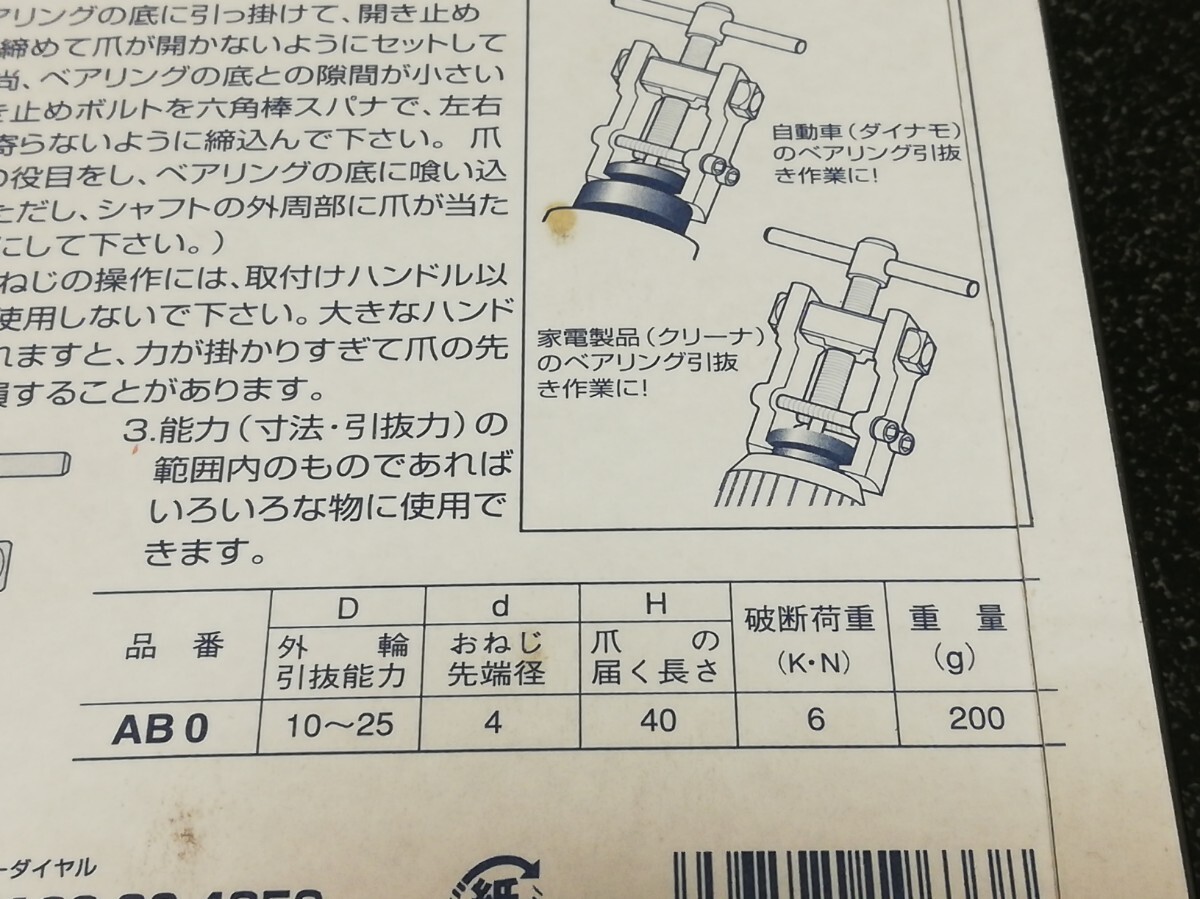 アリングの底に引っ掛けて、開き止め
締めて爪が開かないようにセットして
尚、ベアリングの底との隙間が小さい
き止めボルトを六角棒スパナで、左右
寄らないように締込んで下さい。爪
の役目をし、ベアリングの底に喰い込
ただし、シャフトの外周部に爪が当た
にして下さい。)
ねじの操作には、取付けハンドル以
使用しないで下さい。大きなハンド
れますと、力が掛かりすぎて爪の先
損することがあります。
3.能力(寸法・引抜力)の
範囲内のものであれば
いろいろな物に使用で
きます。
自動車(ダイナモ)
のベアリング引抜
き作業に!
家電製品(クリーナ)
のベアリング引抜
き作業に!
品番 D d H 破断荷重 重量
外輪 おねじ 爪の (K・N) (g)
引抜能力 先端径 届く長さ
AB0 10〜25 4 40 6 200
ーダイヤル
紙